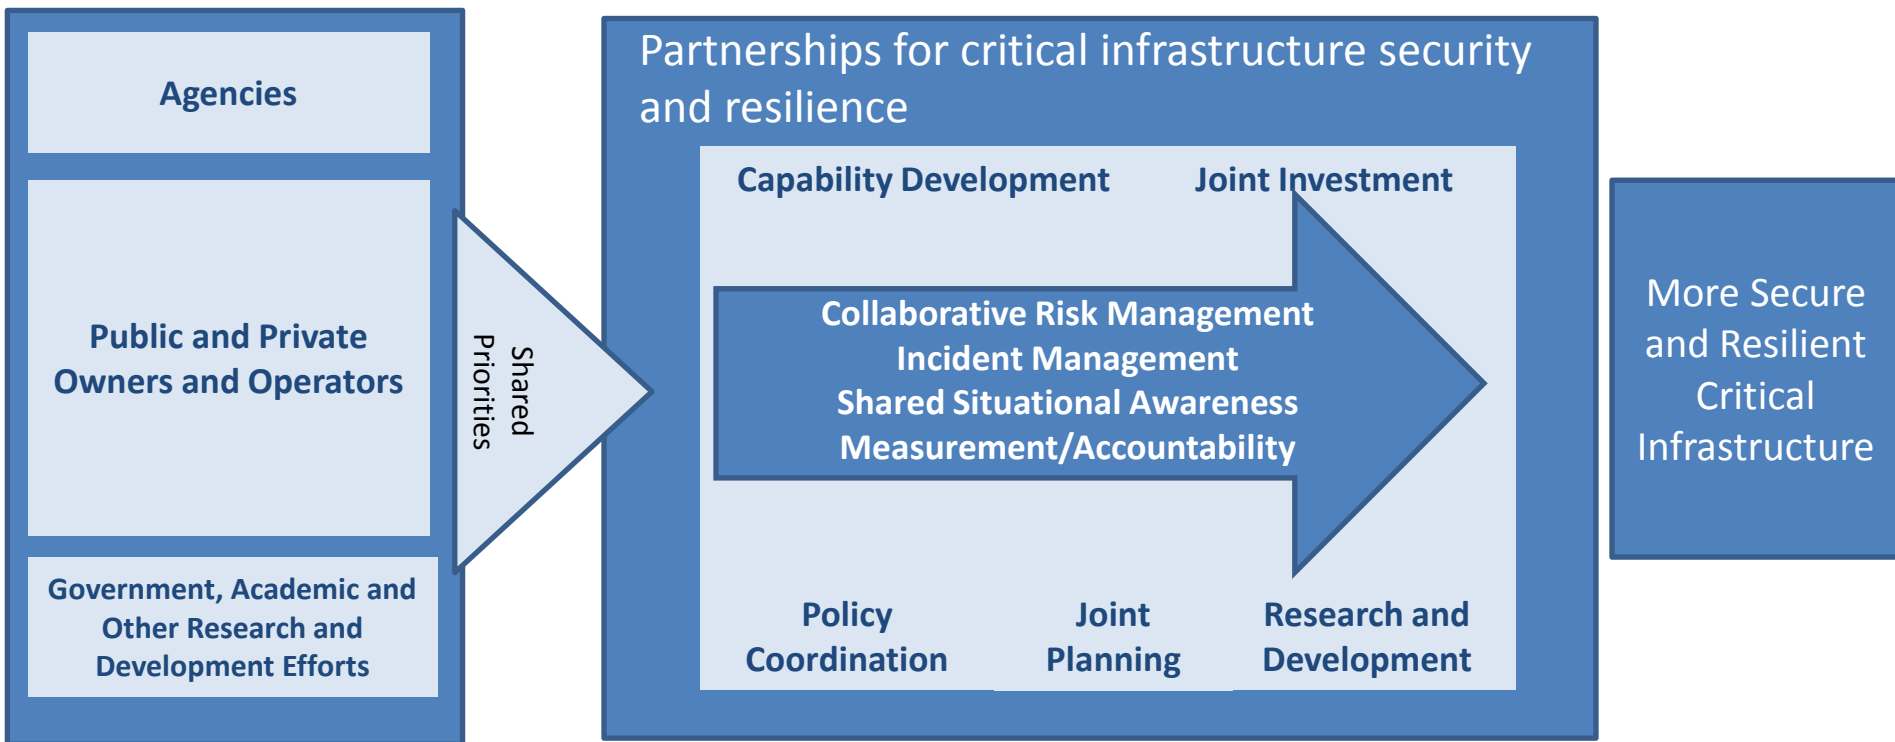 Agencies
Public and Private
Owners and Operators
Government, Academic and
Other Research and
Development Efforts
Shared
Priorities
Partnerships for critical infrastructure security
and resilience
Capability Development
Joint Investment
Collaborative Risk Management
Incident Management
Shared Situational Awareness
Measurement/Accountability
Policy
Coordination
Joint
Planning
Research and
Development
More Secure
and Resilient
Critical
Infrastructure